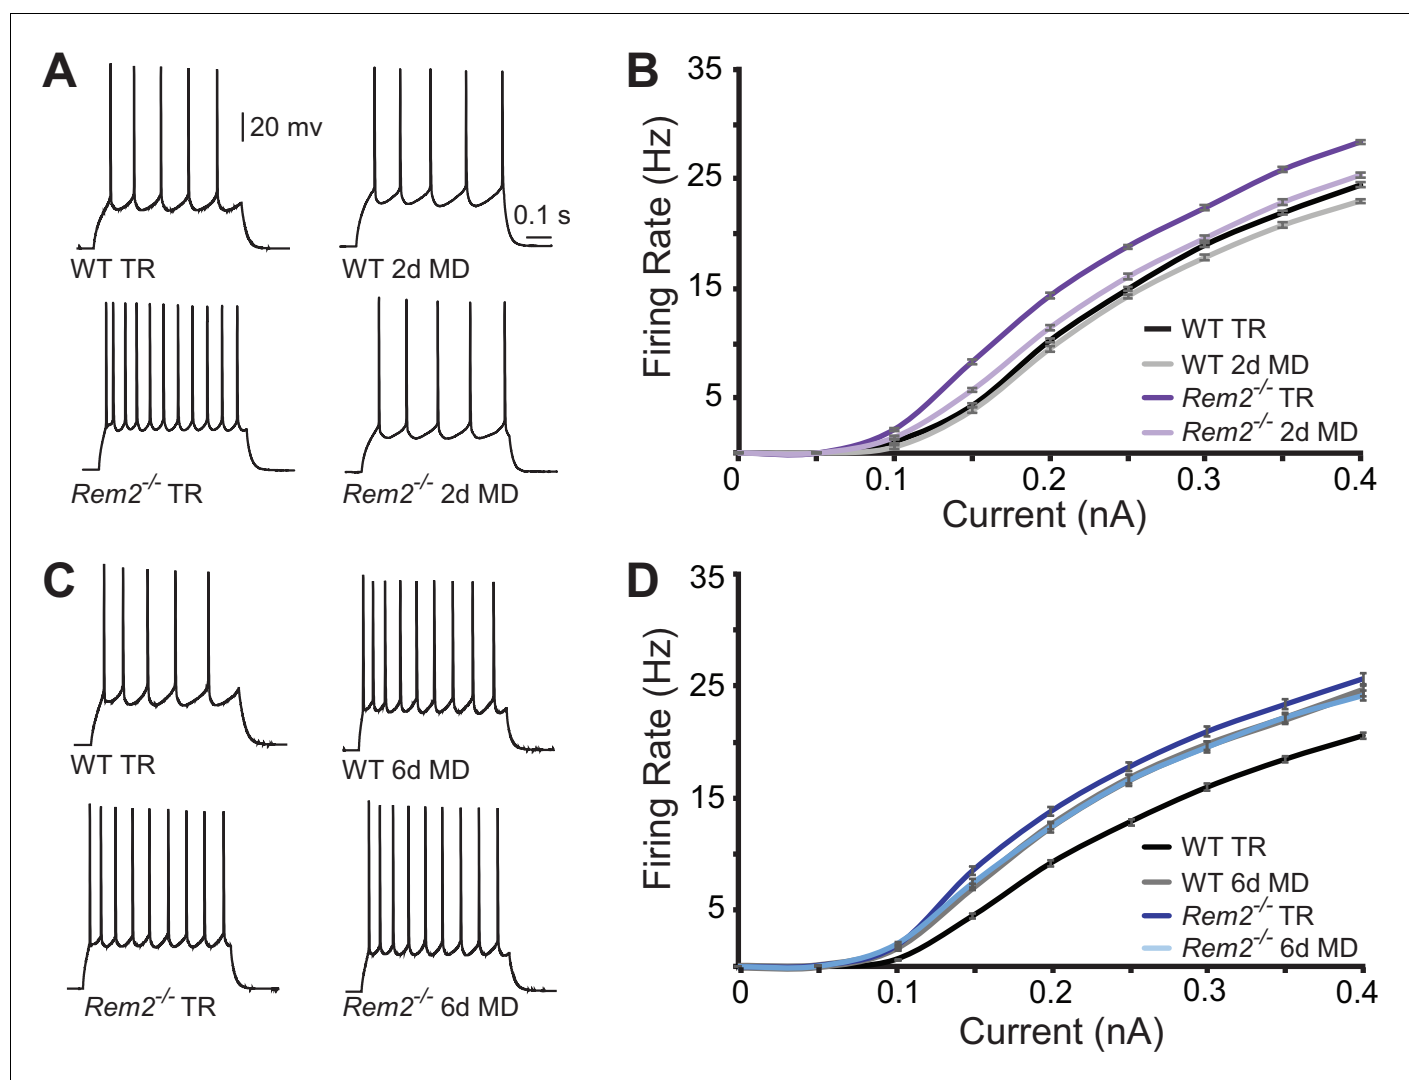 A
20 mv
WT TR
WT 2d MD
0.1 s
Rem2-/- TR
Rem2-/- 2d MD
B
35
25
15
5
Firing Rate (Hz)
WT TR
WT 2d MD
Rem2-/- TR
Rem2-/- 2d MD
0 0.1 0.2 0.3 0.4
Current (nA)
C
WT TR
WT 6d MD
Rem2-/- TR
Rem2-/- 6d MD
D
35
25
15
5
Firing Rate (Hz)
WT TR
WT 6d MD
Rem2-/- TR
Rem2-/- 6d MD
0 0.1 0.2 0.3 0.4
Current (nA)